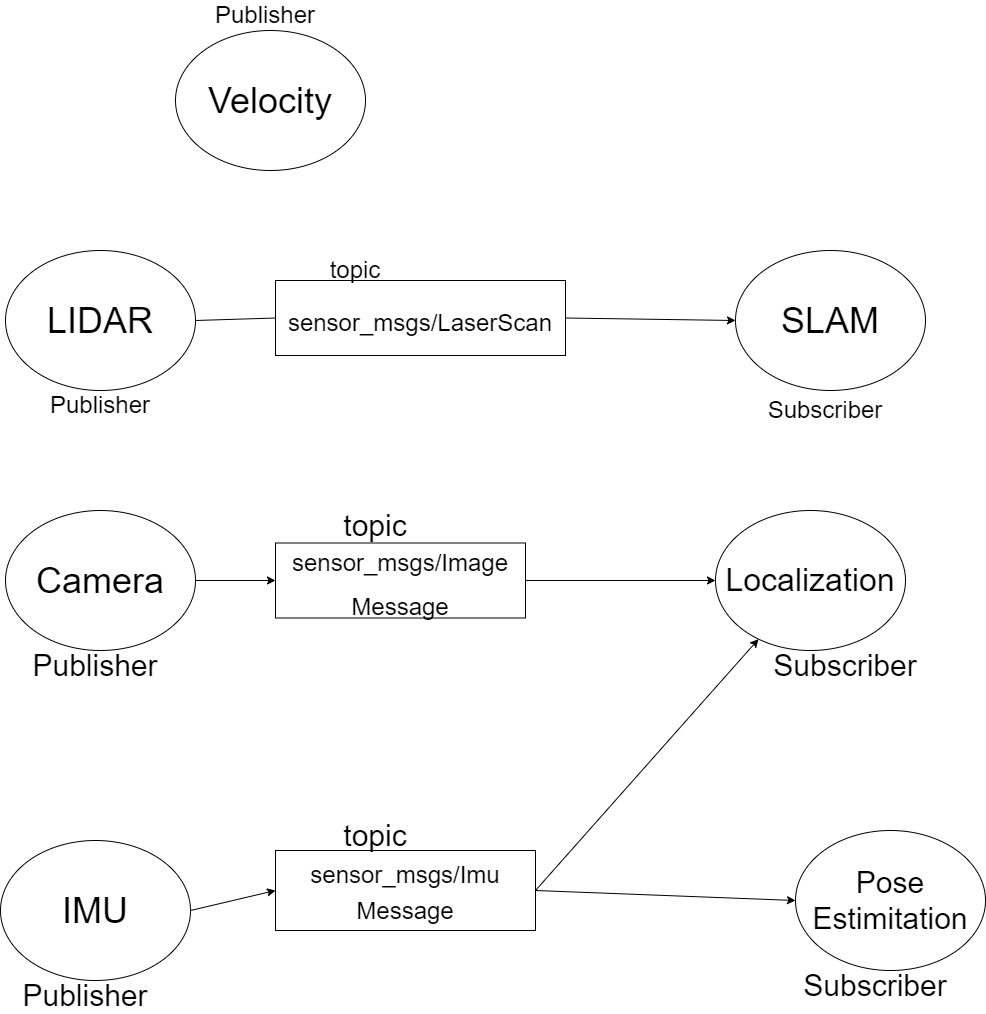 Publisher
Velocity
topic
LIDAR
sensor_msgs/LaserScan
SLAM
Publisher
Subscriber
topic
Camera
sensor_msgs/Image
Message
Localization
Publisher
Subscriber
topic
IMU
sensor_msgs/Imu
Message
Pose
Estimitation
Publisher
Subscriber